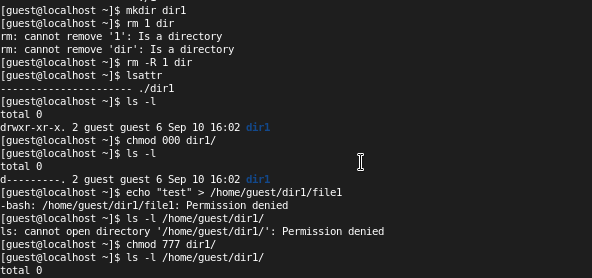 [guest@localhost ~]$ mkdir dir1
[guest@localhost ~]$ rm 1 dir
rm: cannot remove '1': Is a directory
rm: cannot remove 'dir': Is a directory
[guest@localhost ~]$ rm -R 1 dir
[guest@localhost ~]$ lsattr
---------------------- ./dir1
[guest@localhost ~]$ ls -l
total 0
drwxr-xr-x. 2 guest guest 6 Sep 10 16:02 dir1
[guest@localhost ~]$ chmod 000 dir1/
[guest@localhost ~]$ ls -l
total 0
d---------. 2 guest guest 6 Sep 10 16:02 dir1
[guest@localhost ~]$ echo "test" > /home/guest/dir1/file1
-bash: /home/guest/dir1/file1: Permission denied
[guest@localhost ~]$ ls -l /home/guest/dir1/
ls: cannot open directory '/home/guest/dir1/': Permission denied
[guest@localhost ~]$ chmod 777 dir1/
[guest@localhost ~]$ ls -l /home/guest/dir1/
total 0